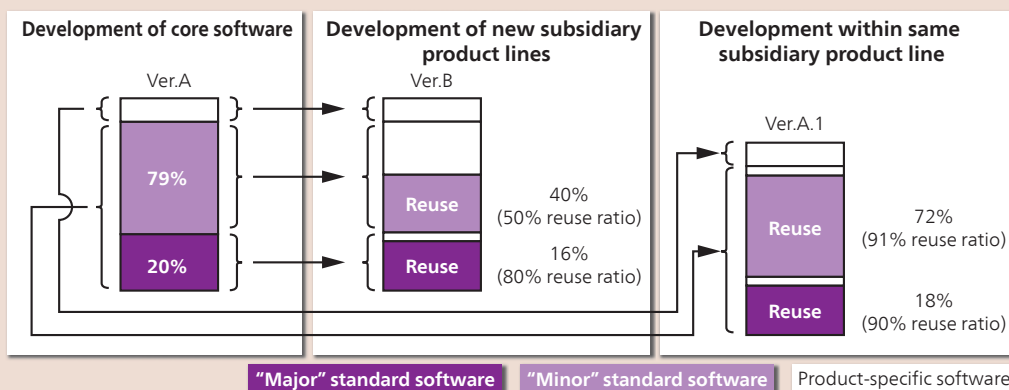 Development of core software
Ver.A
79%
20%
Development of new subsidiary
product lines
Ver.B
Reuse
40%
(50% reuse ratio)
Reuse
16%
(80% reuse ratio)
Development within same
subsidiary product line
Ver.A.1
Reuse
72%
(91% reuse ratio)
Reuse
18%
(90% reuse ratio)
“Major” standard software
“Minor” standard software
Product-specific software